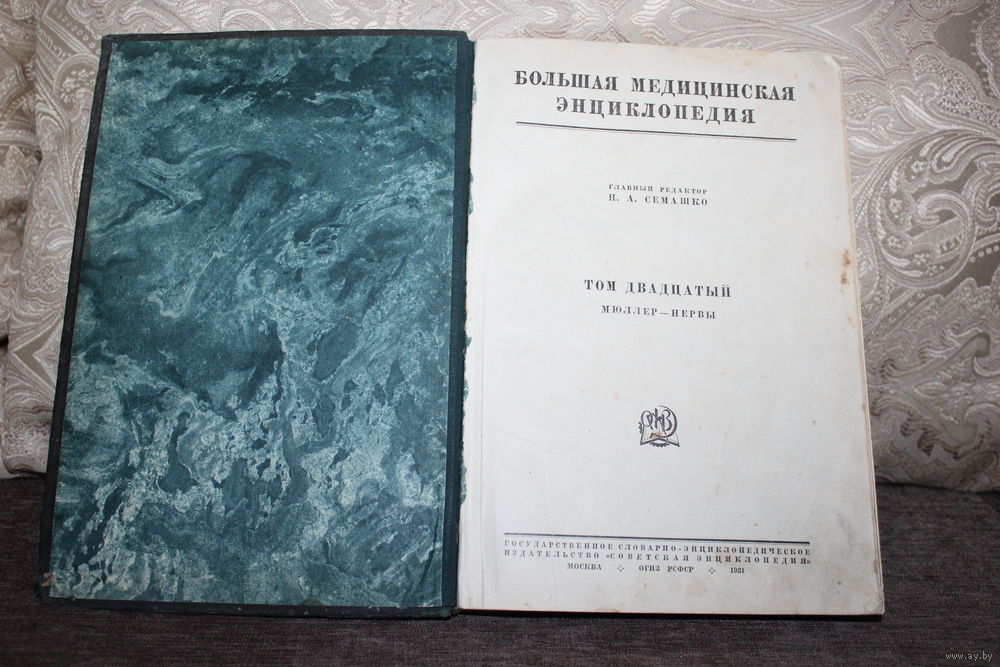 БОЛЬШАЯ МЕДИЦИНСКАЯ
ЭНЦИКЛОПЕДИЯ
ГЛАВНЫЙ РЕДАКТОР
Н. А. СЕМАШКО
ТОМ ДВАДЦАТЫЙ
МЮЛЛЕР—НЕРВЫ
ГОСУДАРСТВЕННОЕ СЛОВАРНО-ЭНЦИКЛОПЕДИЧЕСКОЕ
ИЗДАТЕЛЬСТВО «СОВЕТСКАЯ ЭНЦИКЛОПЕДИЯ»
МОСКВА ✧ ОГИЗ РСФСР ✧ 1931
www.ay.by